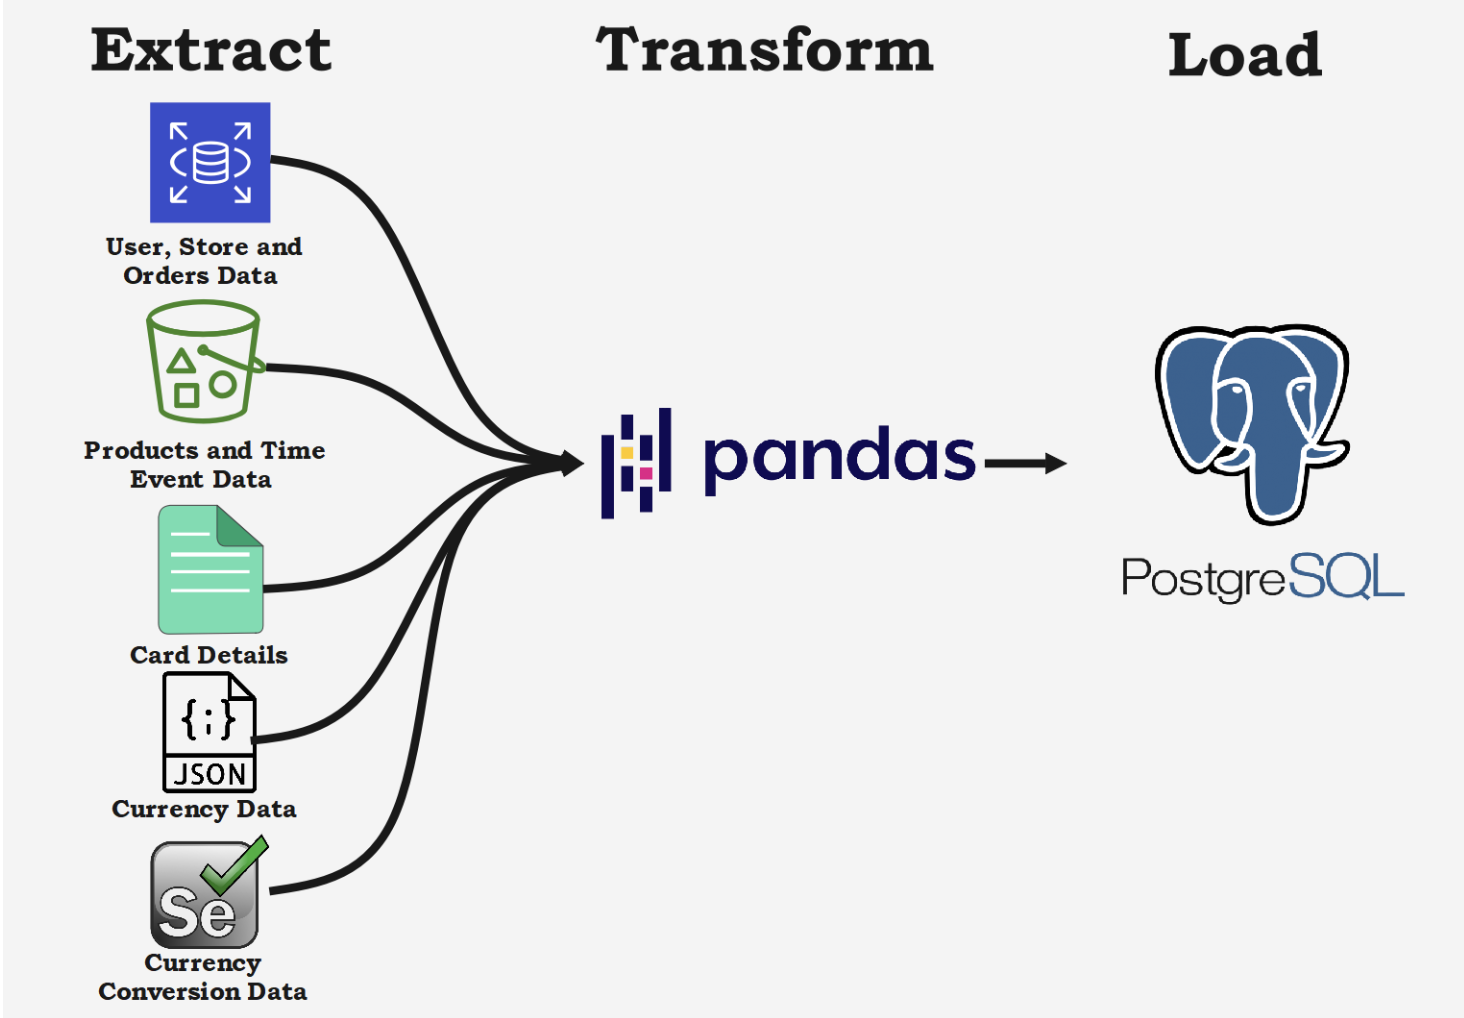 Extract
Transform
Load
User, Store and
Orders Data
Products and Time
Event Data
Card Details
{;}
JSON
Currency Data
Se
Currency
Conversion Data
pandas
PostgreSQL